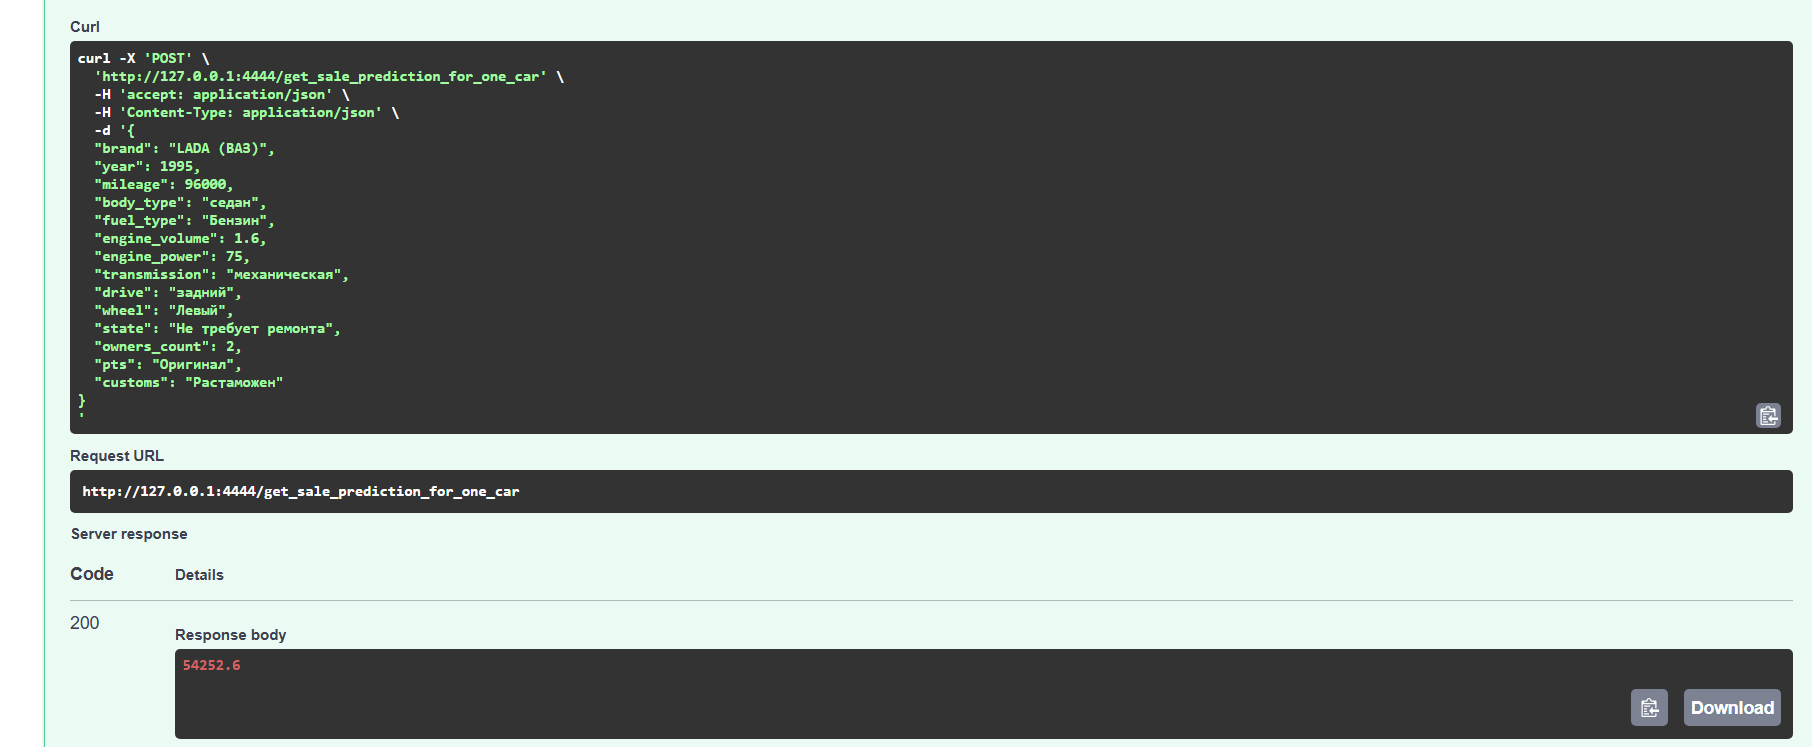 Curl
curl -X 'POST' \
'http://127.0.0.1:4444/get_sale_prediction_for_one_car' \
-H 'accept: application/json' \
-H 'Content-Type: application/json' \
-d '{
"brand": "LADA (ВАЗ)",
"year": 1995,
"mileage": 96000,
"body_type": "седан",
"fuel_type": "Бензин",
"engine_volume": 1.6,
"engine_power": 75,
"transmission": "механическая",
"drive": "задний",
"wheel": "Левый",
"state": "Не требует ремонта",
"owners_count": 2,
"pts": "Оригинал",
"customs": "Растаможен"
}
'
Request URL
http://127.0.0.1:4444/get_sale_prediction_for_one_car
Server response
Code Details
200
Response body
54252.6
Download